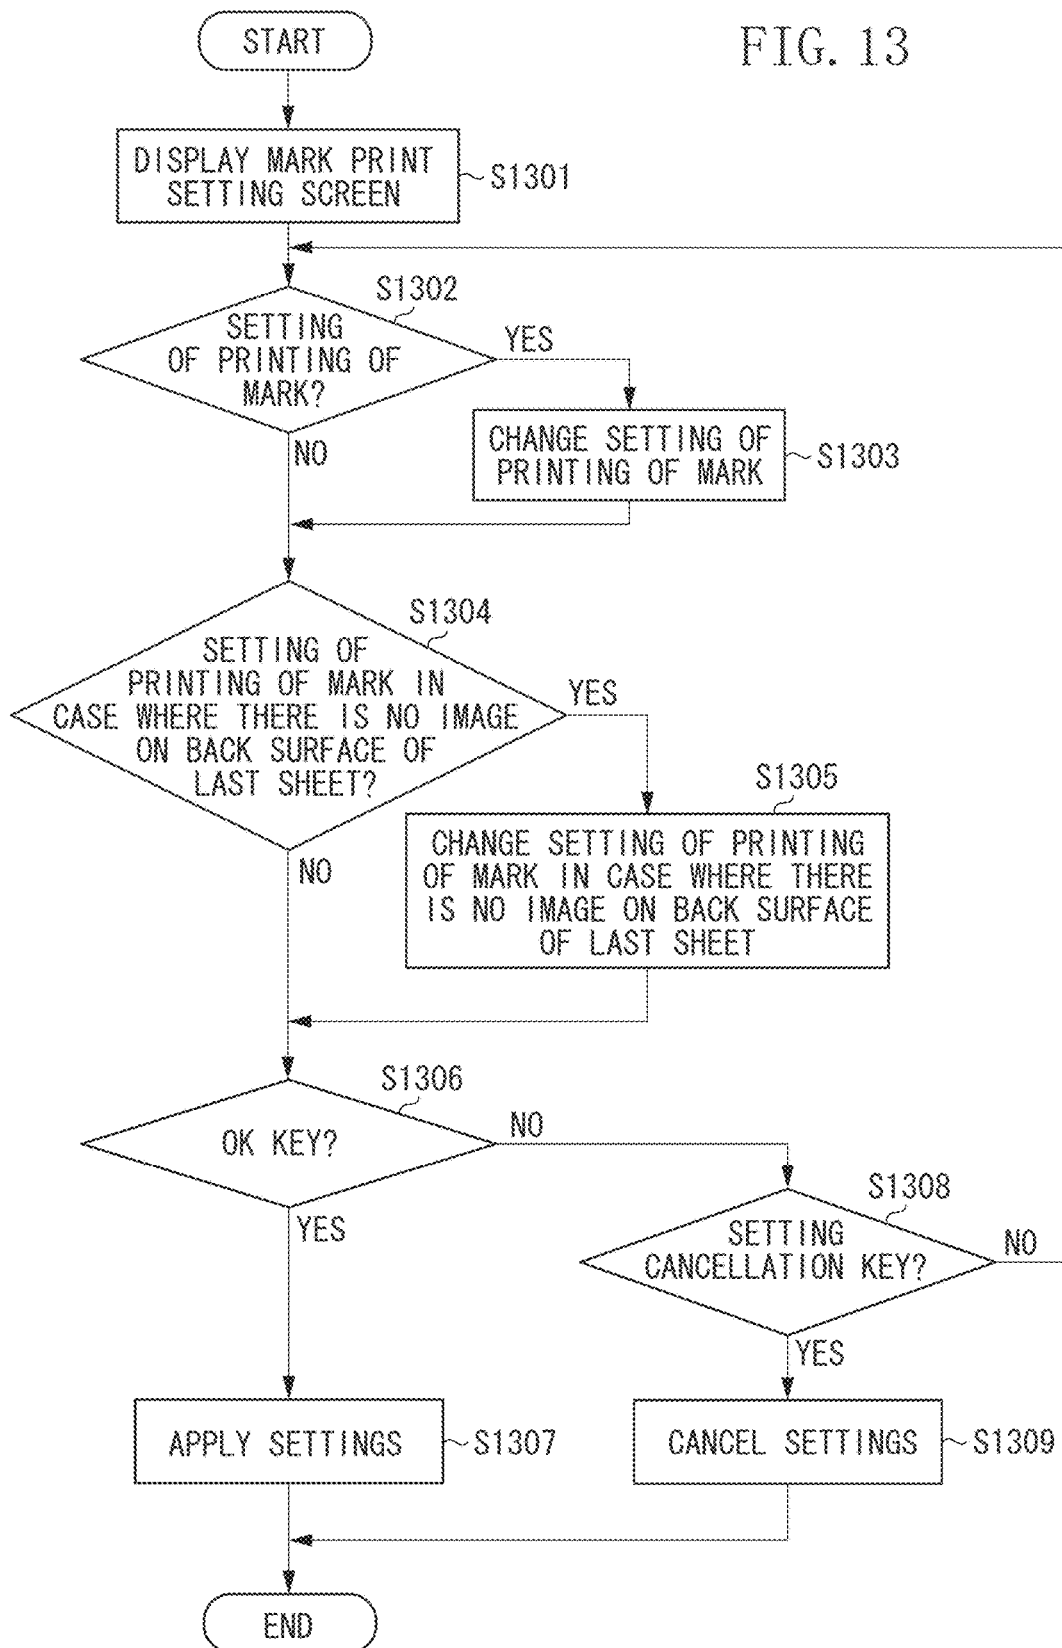 START
FIG. 13
DISPLAY MARK PRINT
SETTING SCREEN
S1301
S1302
SETTING
OF PRINTING OF
MARK?
YES
NO
CHANGE SETTING OF
PRINTING OF MARK
S1303
S1304
SETTING OF
PRINTING OF MARK IN
CASE WHERE THERE IS NO IMAGE
ON BACK SURFACE OF
LAST SHEET?
YES
NO
S1305
CHANGE SETTING OF PRINTING
OF MARK IN CASE WHERE THERE
IS NO IMAGE ON BACK SURFACE
OF LAST SHEET
S1306
OK KEY?
NO
YES
S1308
SETTING
CANCELLATION KEY?
NO
YES
APPLY SETTINGS
S1307
CANCEL SETTINGS
S1309
END